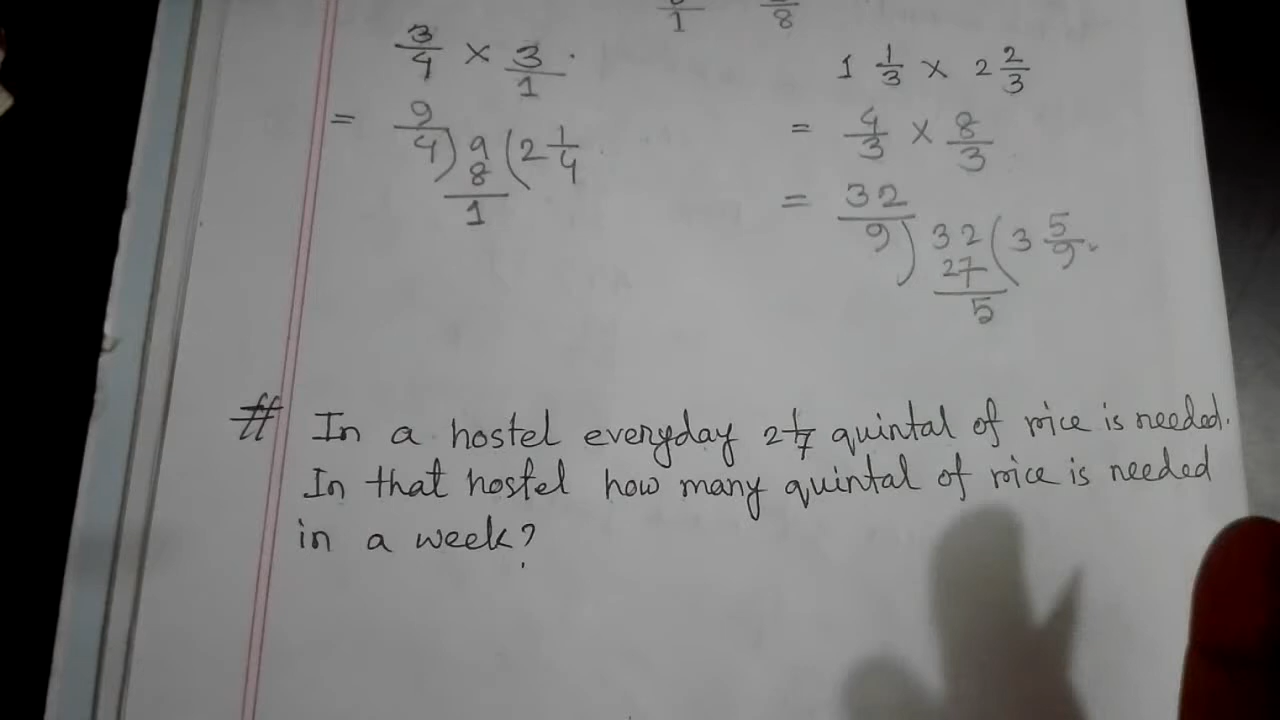 1 8
3/4 × 3/1 .
= 9/4) 9 (2 1/4
8
1
1 1/3 × 2 2/3
= 4/3 × 8/3
= 32/9) 32 (3 5/9.
27
5
# In a hostel everyday 2 1/7 quintal of rice is needed.
In that hostel how many quintal of rice is needed
in a week?